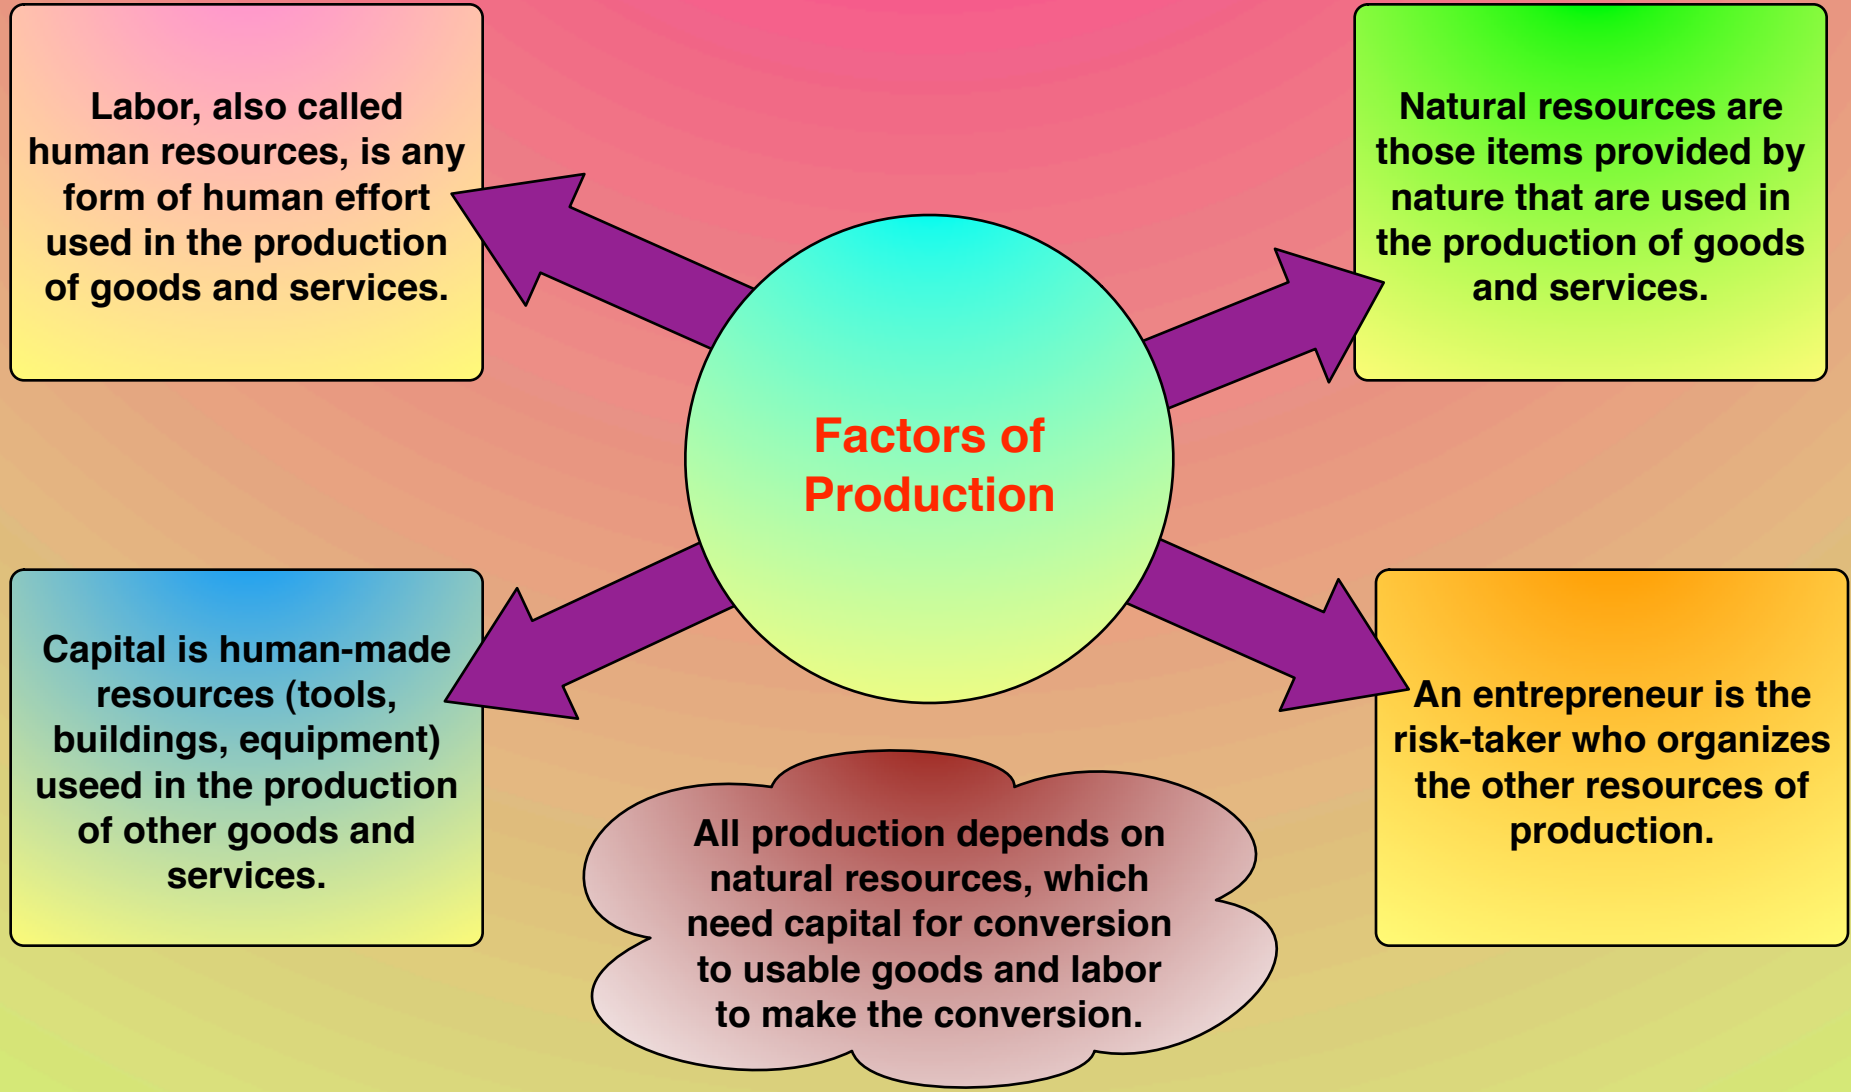 Labor, also called
human resources, is any
form of human effort
used in the production
of goods and services.
Natural resources are
those items provided by
nature that are used in
the production of goods
and services.
Factors of
Production
Capital is human-made
resources (tools,
buildings, equipment)
useed in the production
of other goods and
services.
An entrepreneur is the
risk-taker who organizes
the other resources of
production.
All production depends on
natural resources, which
need capital for conversion
to usable goods and labor
to make the conversion.